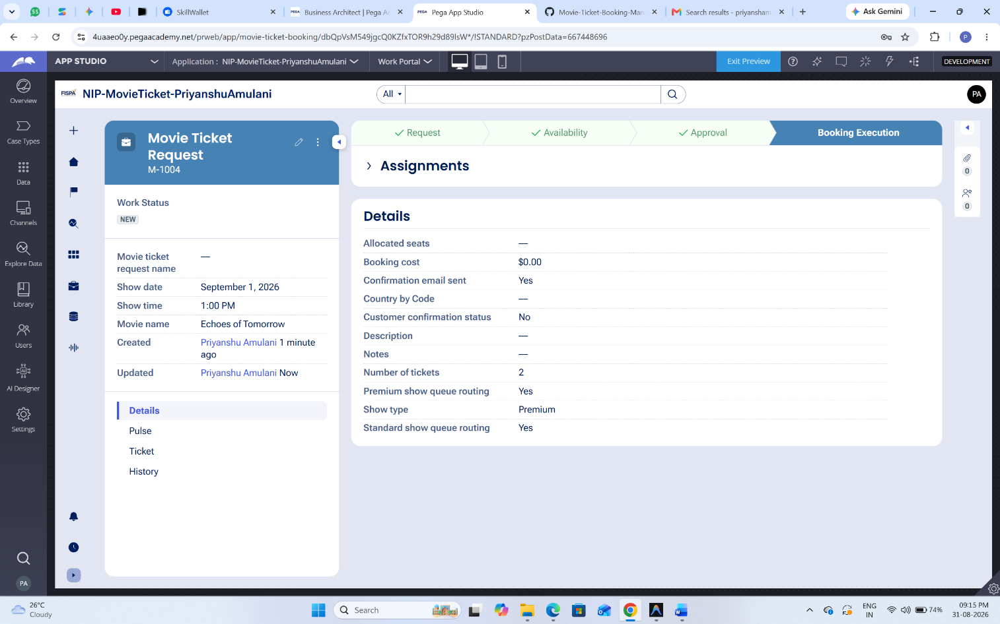 SkillWallet
PEGA Business Architect | Pega Ac
PEGA Pega App Studio
Movie-Ticket-Booking-Man
Search results - priyansham
Ask Gemini
4uaaeo0y.pegaacademy.net/prweb/app/movie-ticket-booking/dbQpVsM549jgcQ0KZfxTOR9h29d89lsW*/!STANDARD?pzPostData=667448696
P
APP STUDIO
Application : NIP-MovieTicket-PriyanshuAmulani
Work Portal
Exit Preview
DEVELOPMENT
Overview
Case Types
Data
Channels
Explore Data
Library
Users
AI Designer
Settings
PA
FISPA
NIP-MovieTicket-PriyanshuAmulani
All
PA
Movie Ticket
Request
M-1004
Work Status
NEW
Movie ticket
request name —
Show date September 1, 2026
Show time 1:00 PM
Movie name Echoes of Tomorrow
Created Priyanshu Amulani 1 minute
ago
Updated Priyanshu Amulani Now
Details
Pulse
Ticket
History
Request
Availability
Approval
Booking Execution
Assignments
Details
Allocated seats —
Booking cost $0.00
Confirmation email sent Yes
Country by Code —
Customer confirmation status No
Description —
Notes —
Number of tickets 2
Premium show queue routing Yes
Show type Premium
Standard show queue routing Yes
0
0
26°C
Cloudy
Search
ENG
IN
74%
09:15 PM
31-08-2026